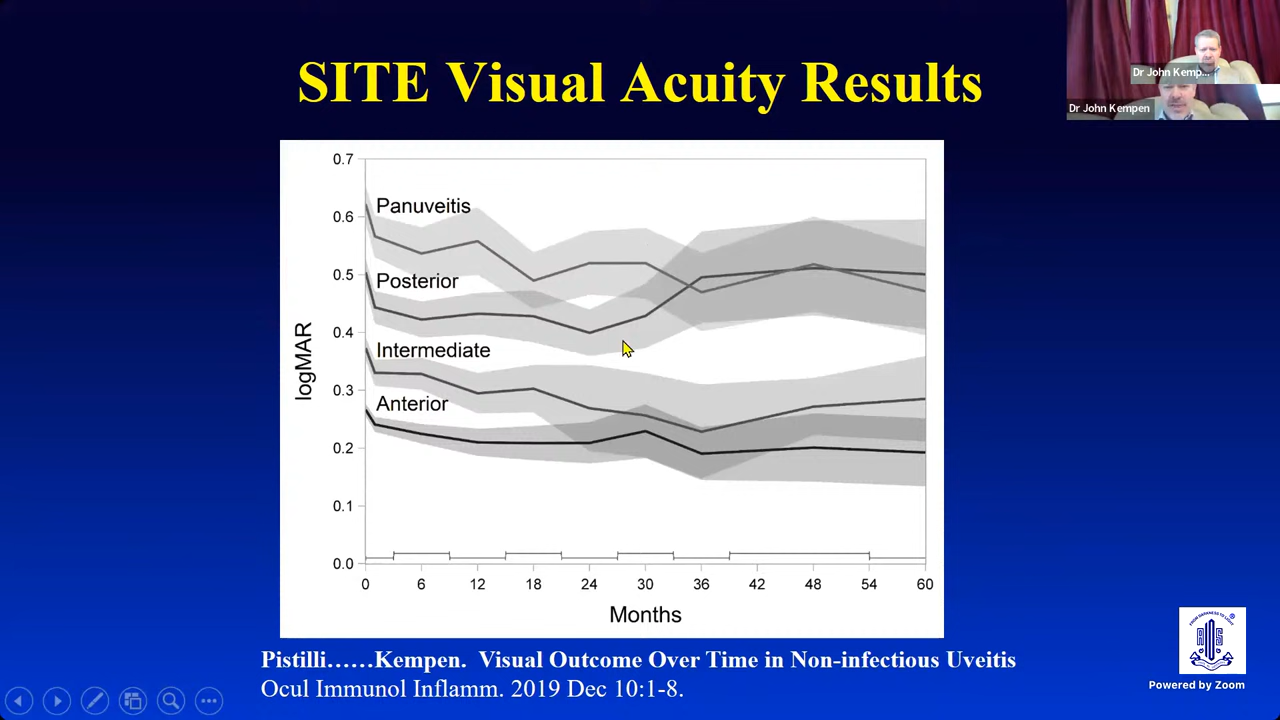 SITE Visual Acuity Results
Dr John Kemp...
Dr John Kempen
0.7
0.6
0.5
0.4
0.3
0.2
0.1
0.0
logMAR
Panuveitis
Posterior
Intermediate
Anterior
0 6 12 18 24 30 36 42 48 54 60
Months
Pistilli……Kempen. Visual Outcome Over Time in Non-infectious Uveitis
Ocul Immunol Inflamm. 2019 Dec 10:1-8.
Powered by Zoom